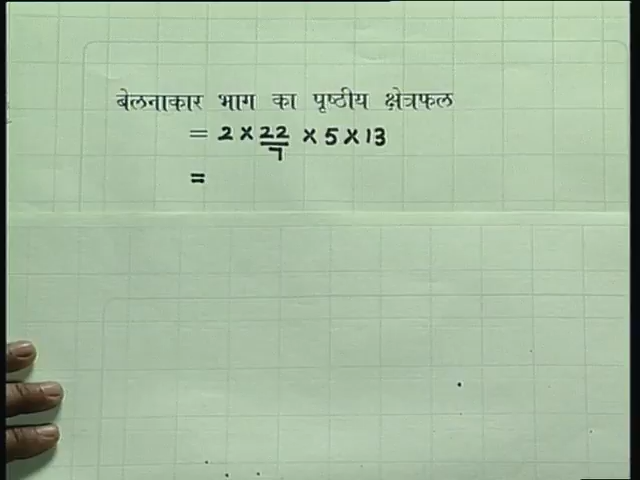 बेलनाकार भाग का पृष्ठीय क्षेत्रफल
= 2 × 22/7 × 5 × 13
=